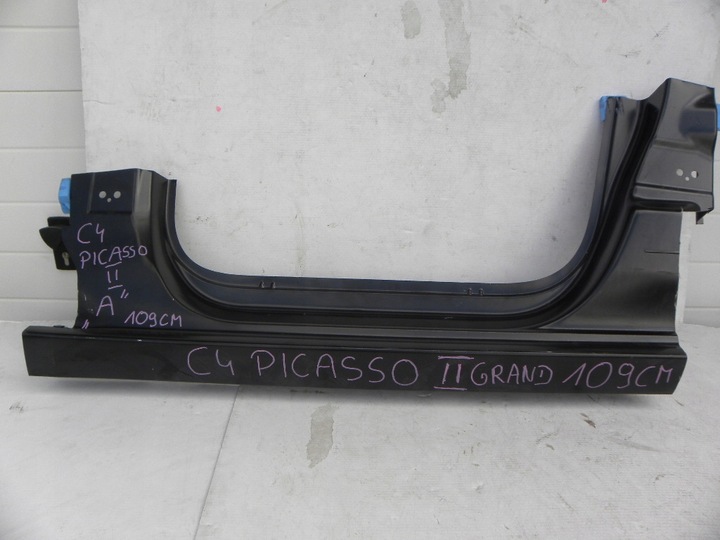 C4
PICASSO
II
"A"
109CM
C4 PICASSO II GRAND 109CM